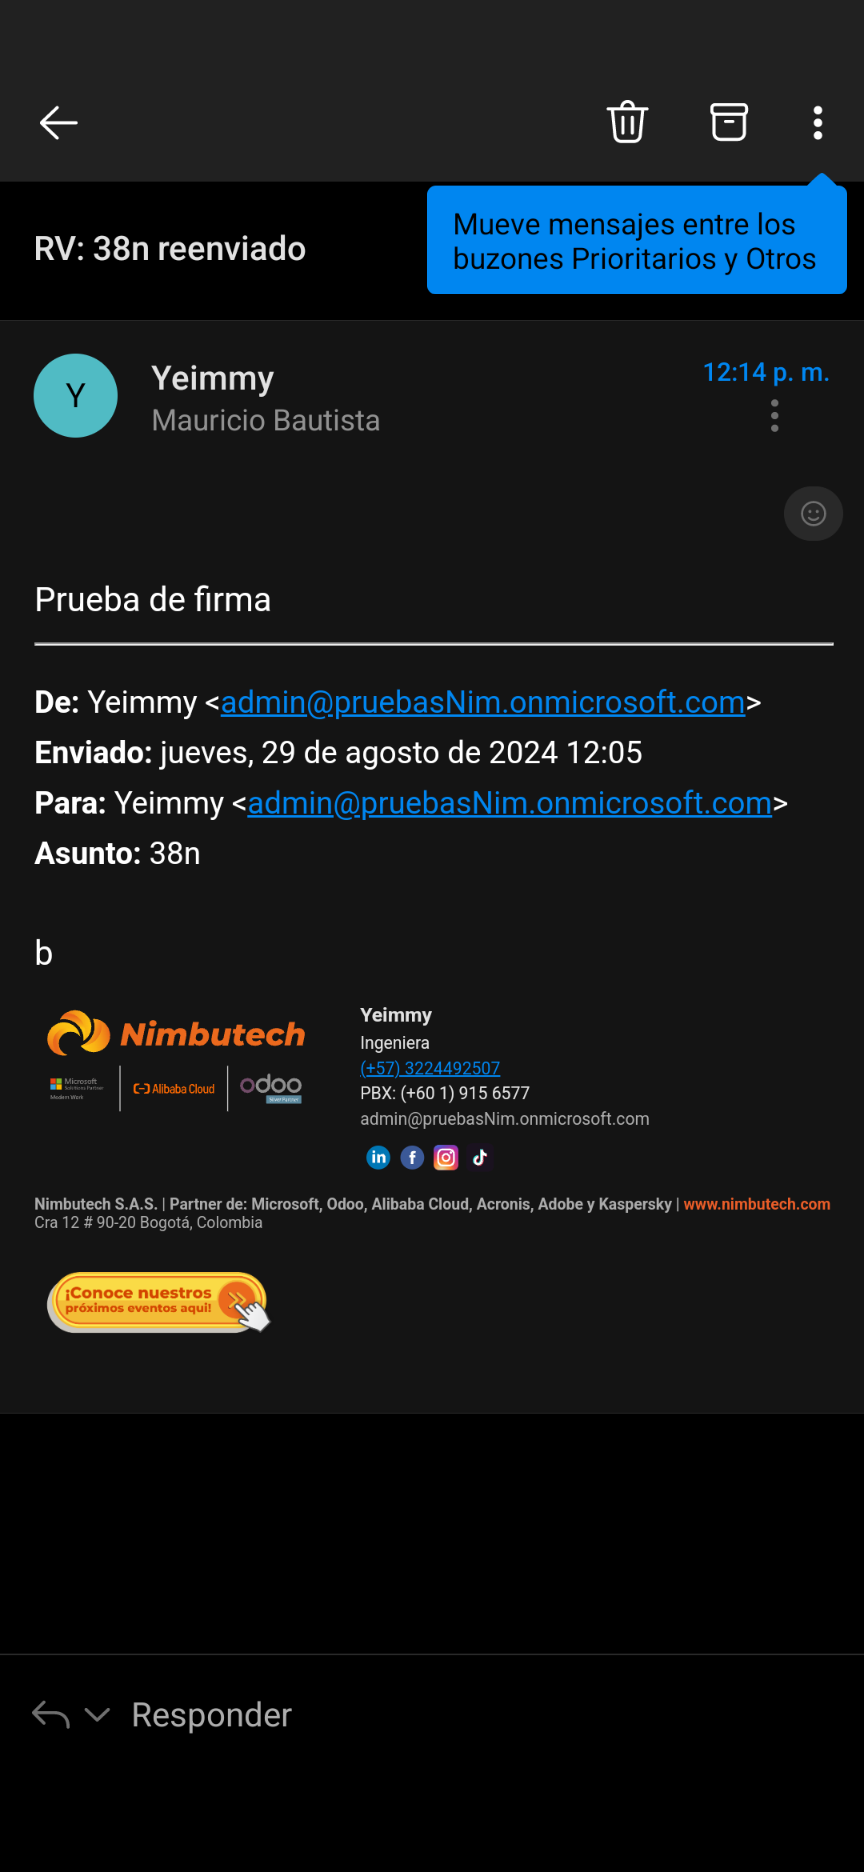 RV: 38n reenviado
Mueve mensajes entre los
buzones Prioritarios y Otros
Y
Yeimmy
12:14 p. m.
Mauricio Bautista
Prueba de firma
De: Yeimmy <admin@pruebasNim.onmicrosoft.com>
Enviado: jueves, 29 de agosto de 2024 12:05
Para: Yeimmy <admin@pruebasNim.onmicrosoft.com>
Asunto: 38n
b
Nimbutech
Microsoft
Solutions Partner
Modern Work
Alibaba Cloud
odoo
Yeimmy
Ingeniera
(+57) 3224492507
PBX: (+60 1) 915 6577
admin@pruebasNim.onmicrosoft.com
in f
Nimbutech S.A.S. | Partner de: Microsoft, Odoo, Alibaba Cloud, Acronis, Adobe y Kaspersky | www.nimbutech.com
Cra 12 # 90-20 Bogotá, Colombia
¡Conoce nuestros
próximos eventos aqui!
Responder